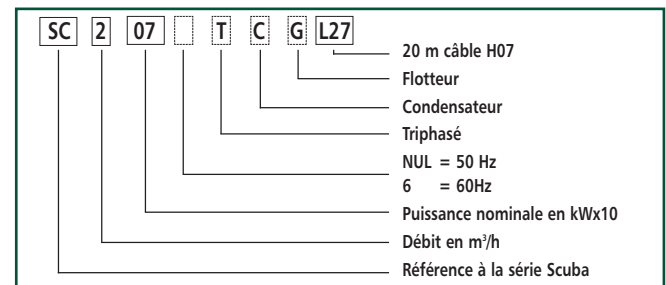 SC 2 07 T C G L27
20 m câble H07
Flotteur
Condensateur
Triphasé
NUL = 50 Hz
6 = 60Hz
Puissance nominale en kWx10
Débit en m³/h
Référence à la série Scuba